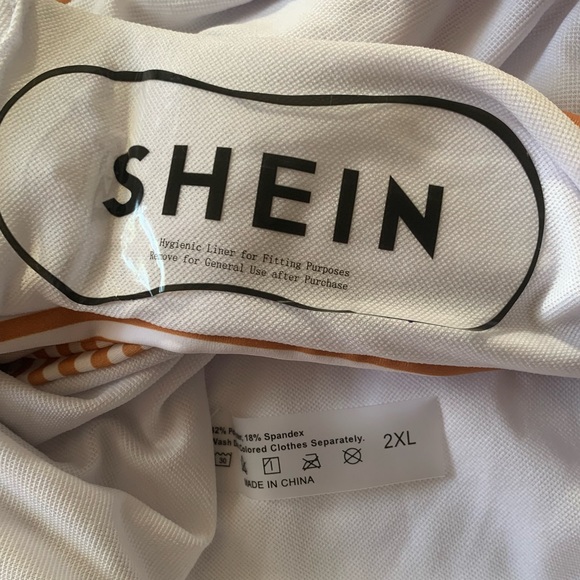 SHEIN
Hygienic Liner for Fitting Purposes
Remove for General Use after Purchase
18% Spandex
Colored Clothes Separately.
30
2XL
MADE IN CHINA